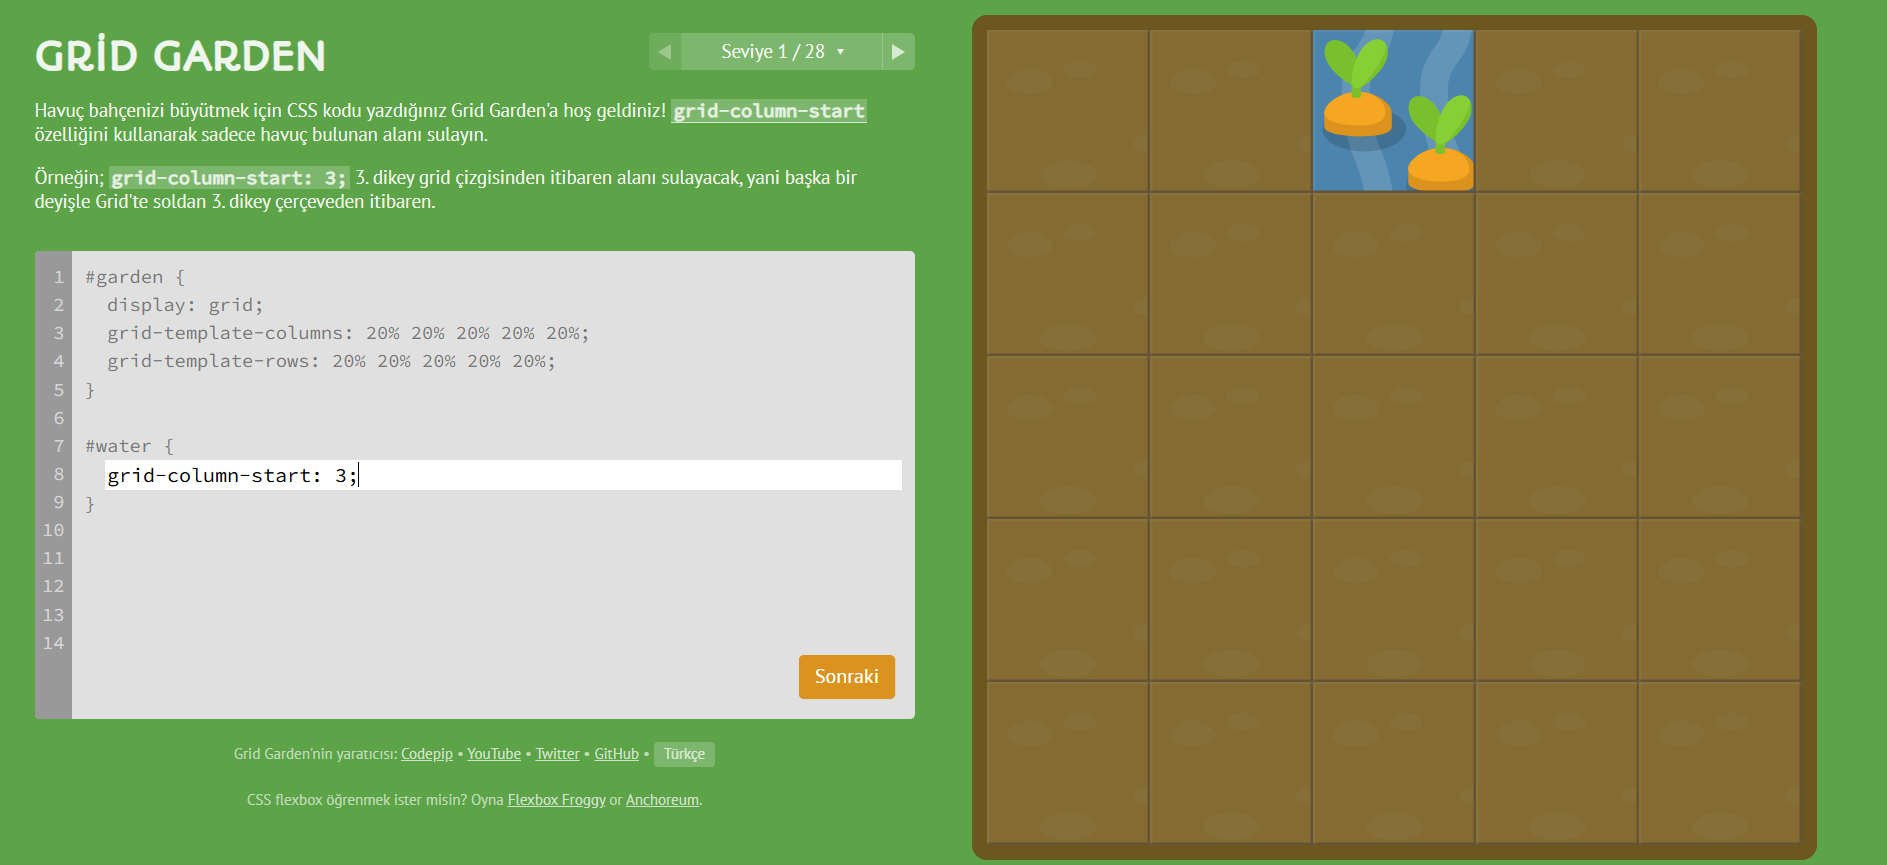 GRİD GARDEN
◀ Seviye 1 / 28 ▼ ▶
Havuç bahçenizi büyütmek için CSS kodu yazdığınız Grid Garden'a hoş geldiniz! grid-column-start
özelliğini kullanarak sadece havuç bulunan alanı sulayın.
Örneğin; grid-column-start: 3; 3. dikey grid çizgisinden itibaren alanı sulayacak, yani başka bir
deyişle Grid'te soldan 3. dikey çerçeveden itibaren.
1 #garden {
2 display: grid;
3 grid-template-columns: 20% 20% 20% 20% 20%;
4 grid-template-rows: 20% 20% 20% 20% 20%;
5 }
6
7 #water {
8 grid-column-start: 3;
9 }
10
11
12
13
14
Sonraki
Grid Garden'nin yaratıcısı: Codepip • YouTube • Twitter • GitHub • Türkçe
CSS flexbox öğrenmek ister misin? Oyna Flexbox Froggy or Anchoreum.